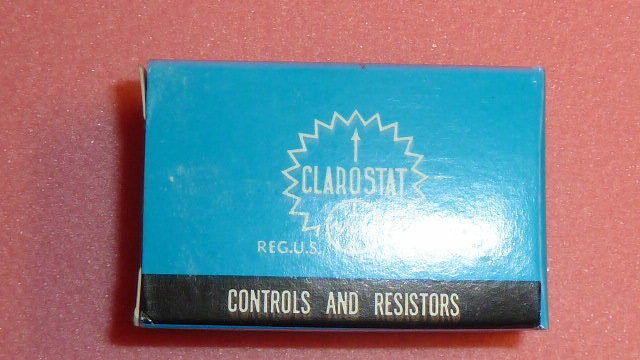 CLAROSTAT
REG.U.S.
CONTROLS AND RESISTORS